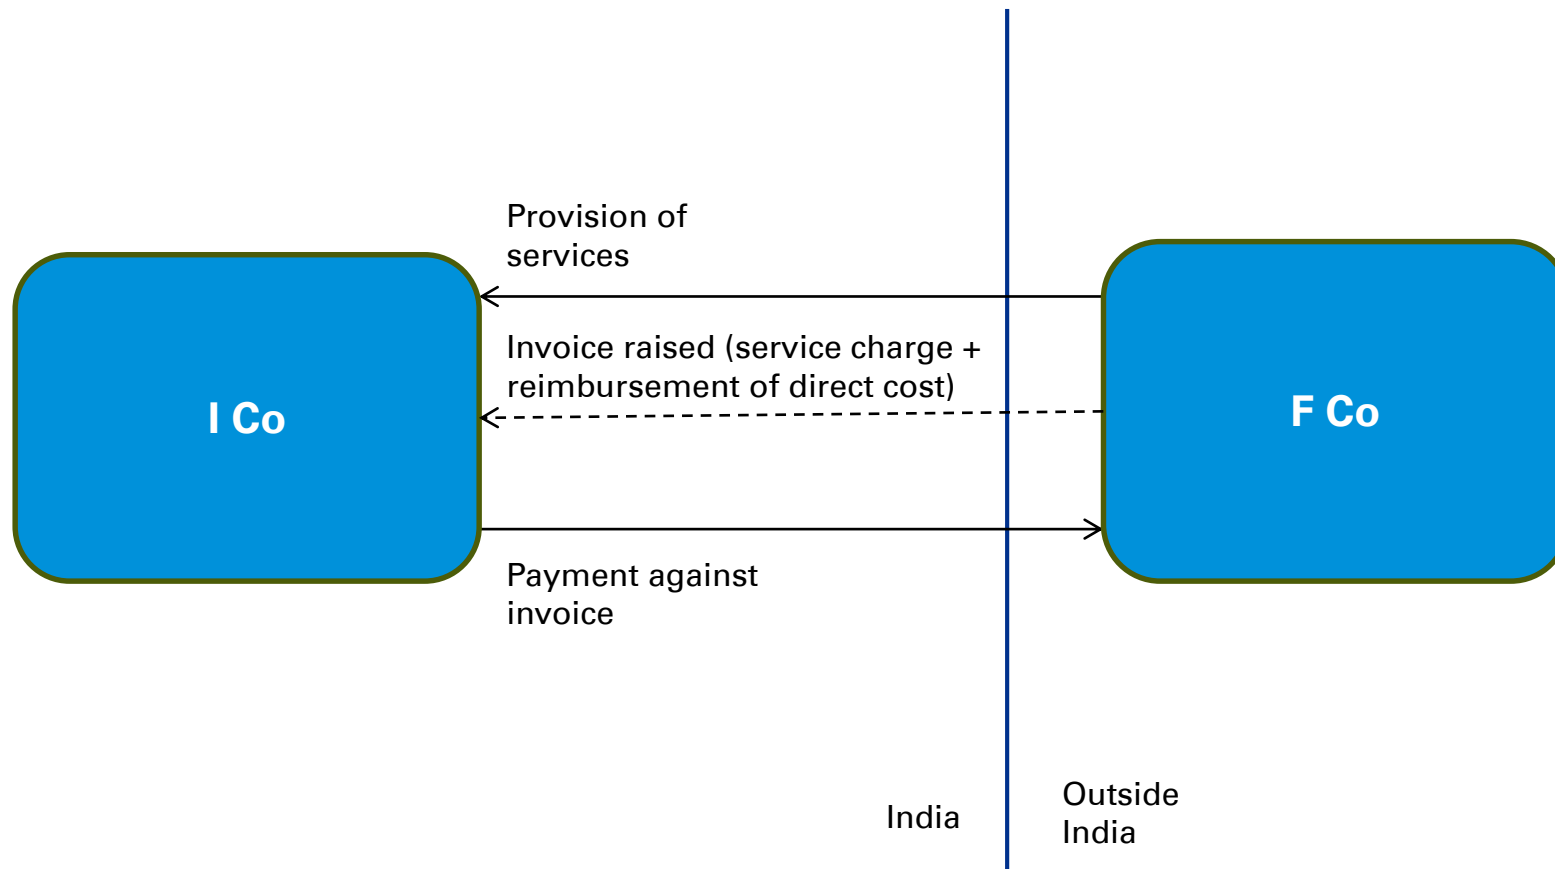 Provision of
services
Invoice raised (service charge +
reimbursement of direct cost)
I Co
F Co
Payment against
invoice
India
Outside
India